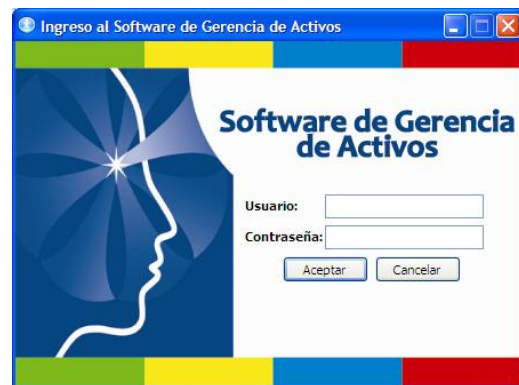 Ingreso al Software de Gerencia de Activos
Software de Gerencia
de Activos
Usuario:
Contraseña:
Aceptar Cancelar